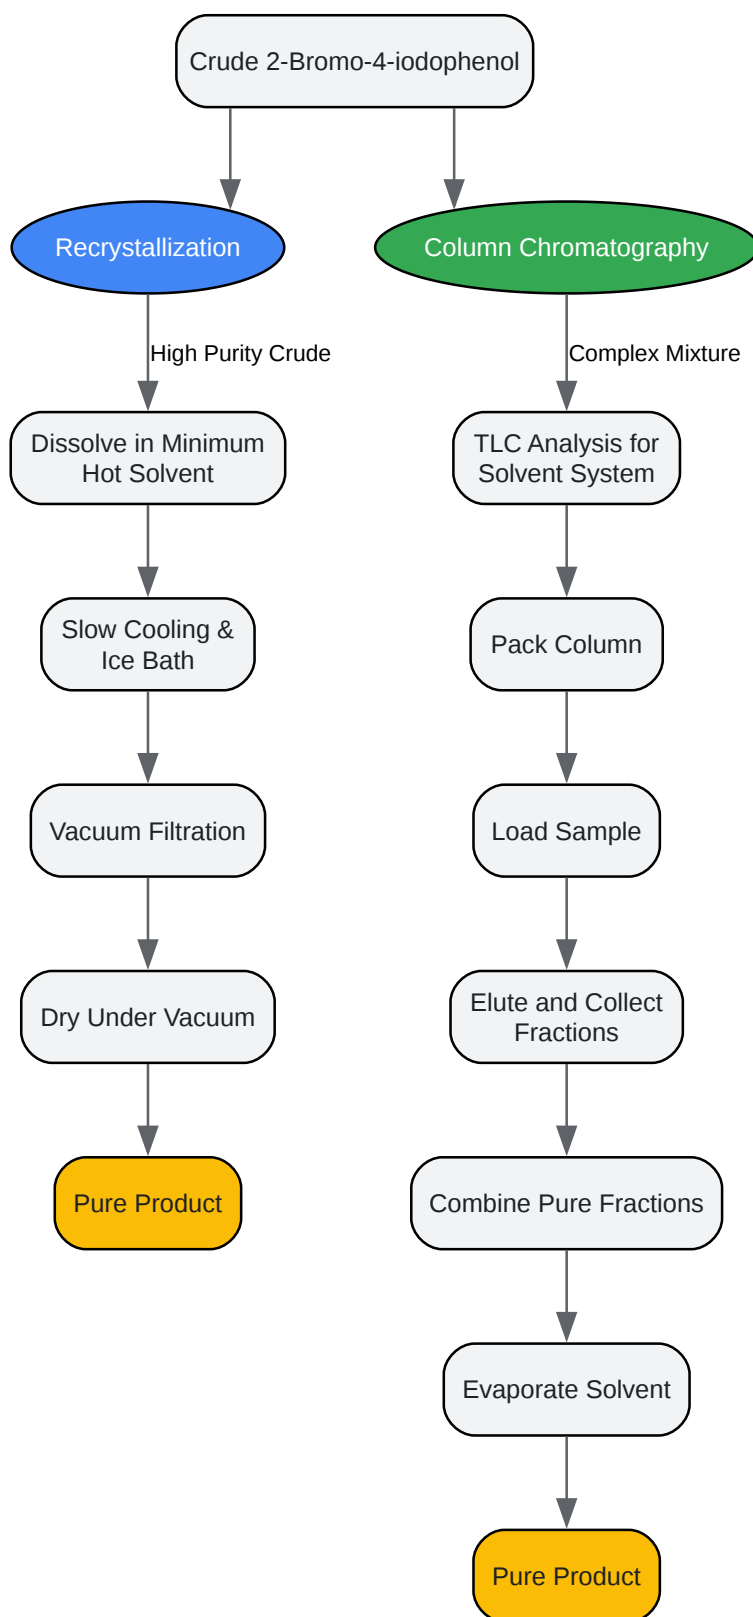 Crude 2-Bromo-4-iodophenol
Recrystallization
Column Chromatography
High Purity Crude
Complex Mixture
Dissolve in Minimum
Hot Solvent
TLC Analysis for
Solvent System
Slow Cooling &
Ice Bath
Pack Column
Vacuum Filtration
Load Sample
Dry Under Vacuum
Elute and Collect
Fractions
Pure Product
Combine Pure Fractions
Evaporate Solvent
Pure Product